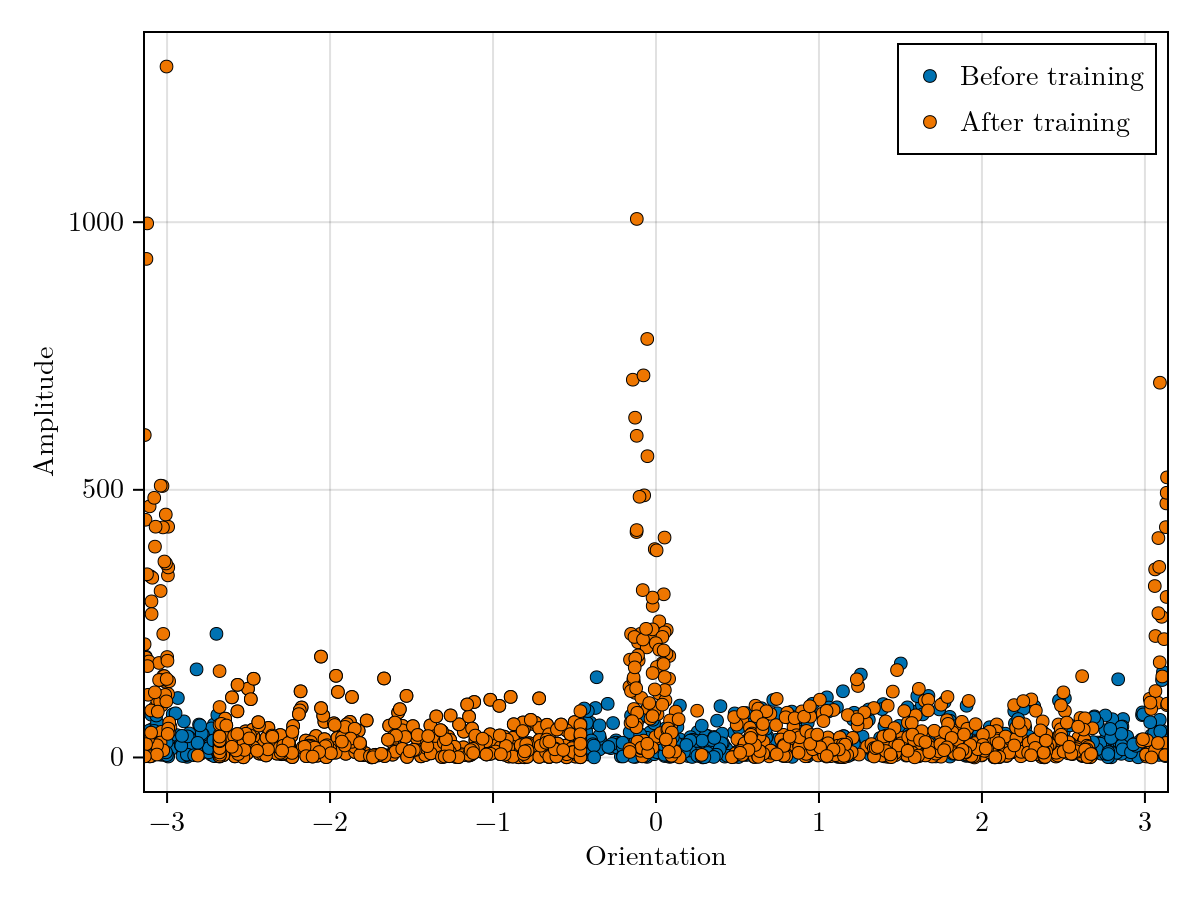 Before training
After training
1000
500
0
Amplitude
−3
−2
−1
0
1
2
3
Orientation